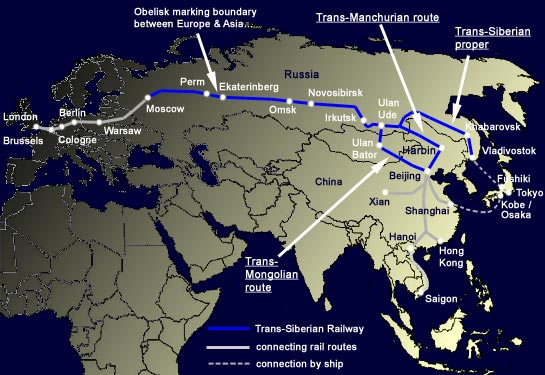 Obelisk marking boundary
between Europe & Asia...
Trans-Manchurian route
Trans-Siberian
proper
Russia
Perm
Ekaterinberg
Novosibirsk
Omsk
Moscow
Irkutsk
Ulan
Ude
Khabarovsk
London
Berlin
Warsaw
Brussels
Cologne
Ulan
Bator
Harbin
Vladivostok
Beijing
China
Fushiki
Tokyo
Kobe /
Osaka
Xian
Shanghai
Hanoi
Hong
Kong
Saigon
Trans-
Mongolian
route
Trans-Siberian Railway
connecting rail routes
connection by ship